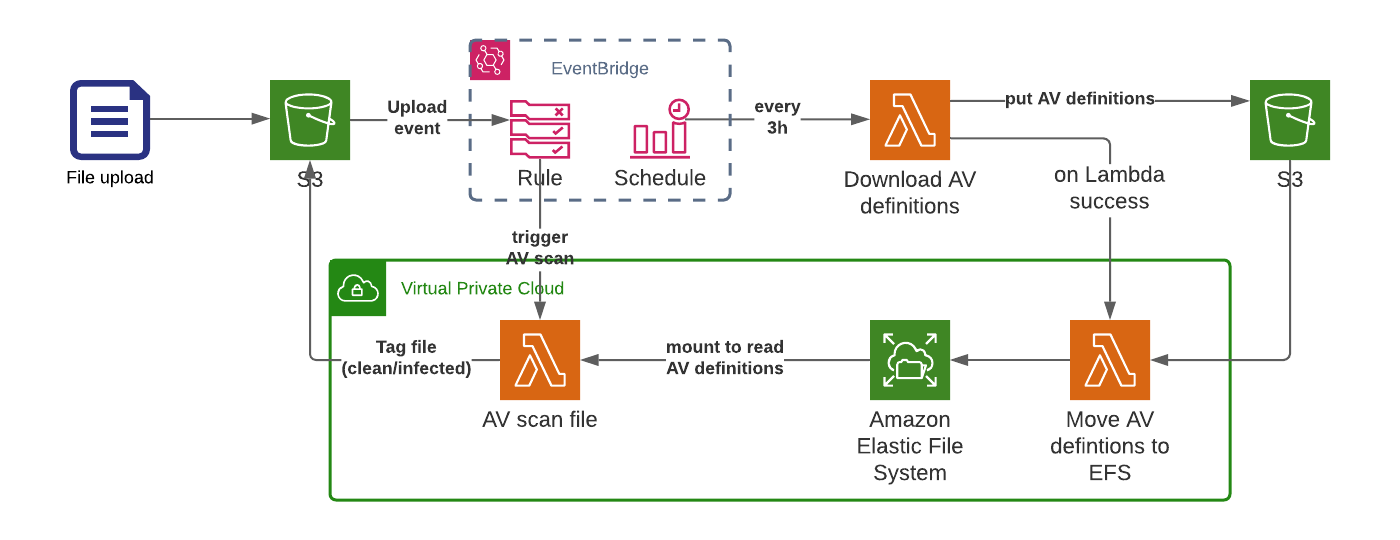 EventBridge
Upload
event
every
3h
put AV definitions
File upload
S3
Rule
Schedule
Download AV
definitions
on Lambda
success
S3
trigger
AV scan
Virtual Private Cloud
Tag file
(clean/infected)
mount to read
AV definitions
AV scan file
Amazon
Elastic File
System
Move AV
defintions to
EFS